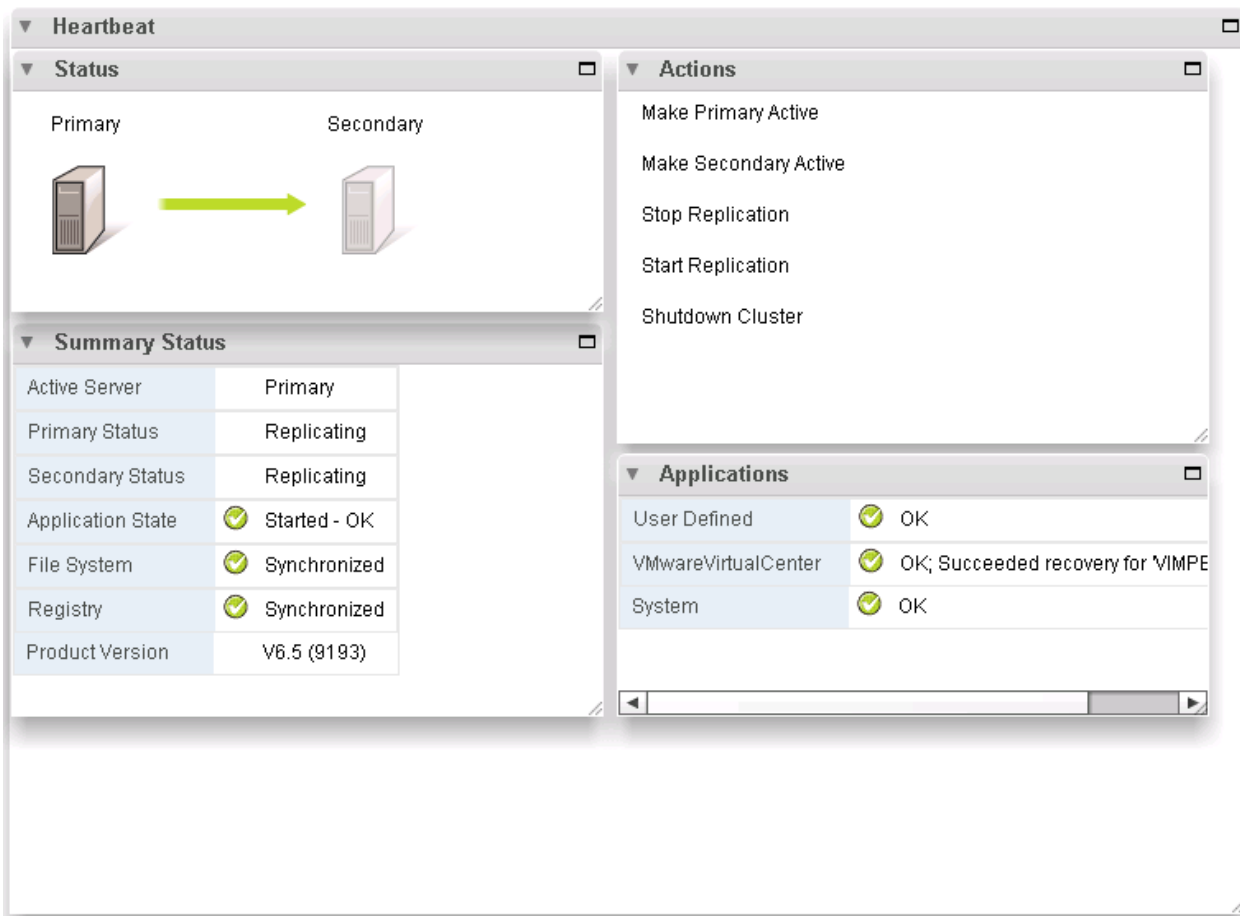 Heartbeat
Status
Primary Secondary
Actions
Make Primary Active
Make Secondary Active
Stop Replication
Start Replication
Shutdown Cluster
Summary Status
Active Server Primary
Primary Status Replicating
Secondary Status Replicating
Application State Started - OK
File System Synchronized
Registry Synchronized
Product Version V6.5 (9193)
Applications
User Defined OK
VMwareVirtualCenter OK; Succeeded recovery for 'VIMPE
System OK